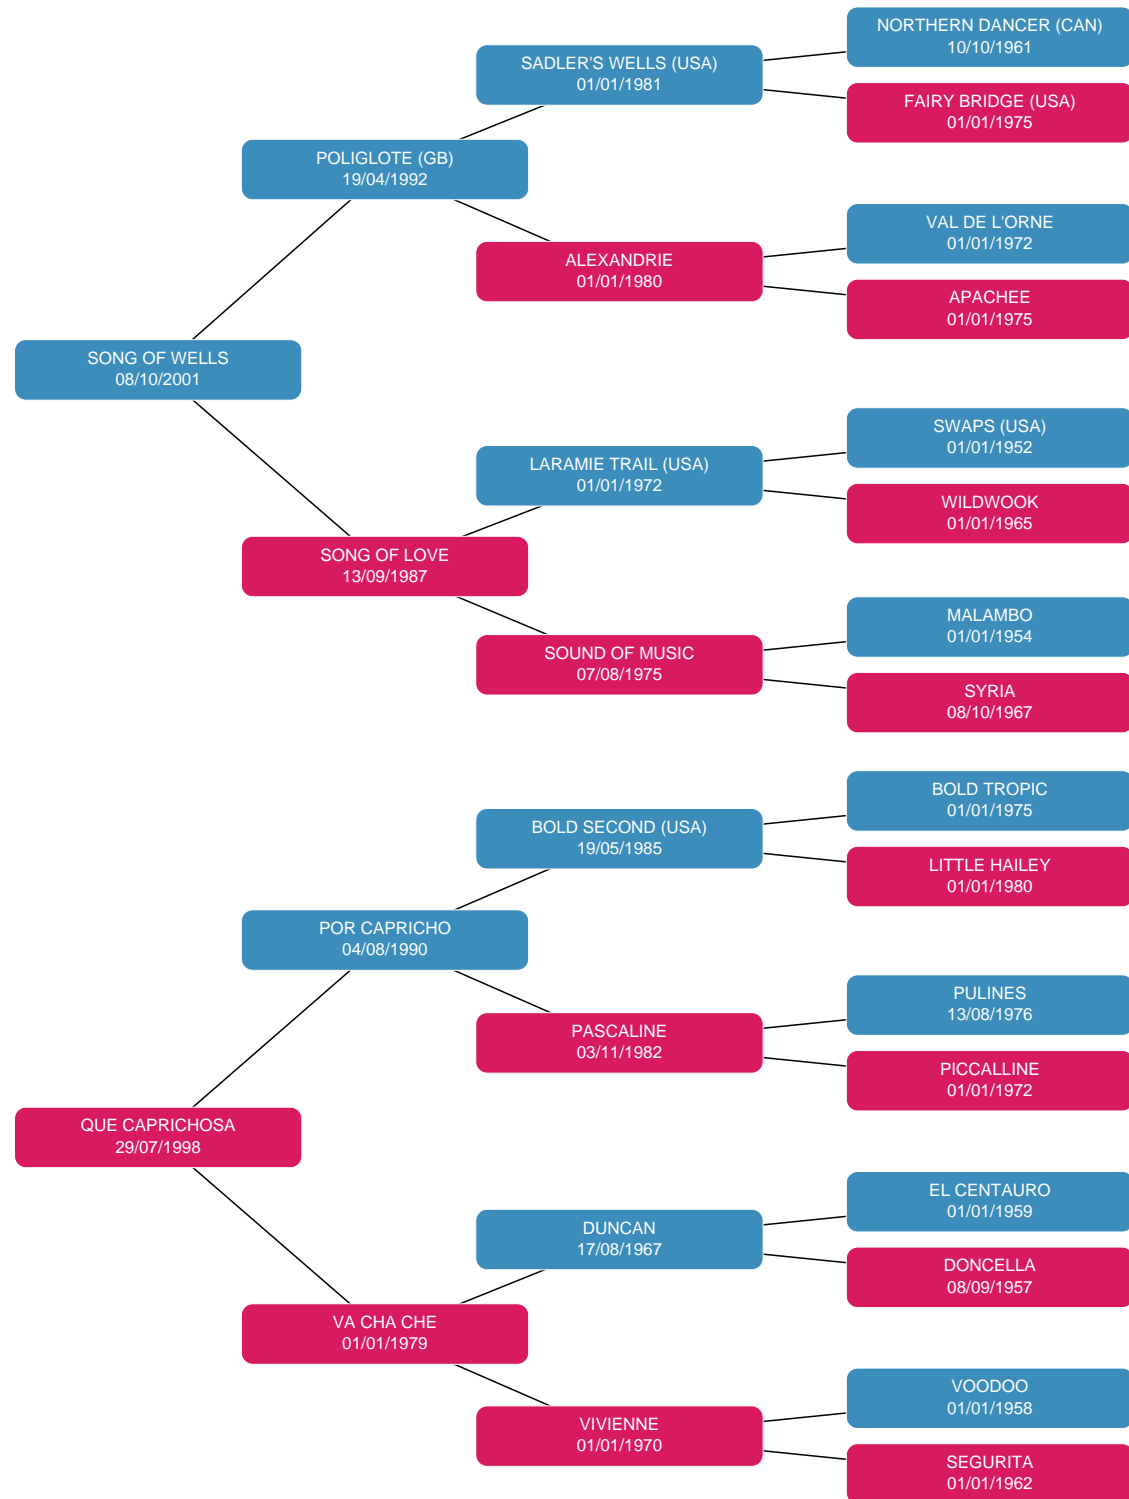 NORTHERN DANCER (CAN)
10/10/1961
SADLER'S WELLS (USA)
01/01/1981
FAIRY BRIDGE (USA)
01/01/1975
POLIGLOTE (GB)
19/04/1992
VAL DE L'ORNE
01/01/1972
ALEXANDRIE
01/01/1980
APACHEE
01/01/1975
SONG OF WELLS
08/10/2001
SWAPS (USA)
01/01/1952
LARAMIE TRAIL (USA)
01/01/1972
WILDWOOK
01/01/1965
SONG OF LOVE
13/09/1987
MALAMBO
01/01/1954
SOUND OF MUSIC
07/08/1975
SYRIA
08/10/1967
BOLD TROPIC
01/01/1975
BOLD SECOND (USA)
19/05/1985
LITTLE HAILEY
01/01/1980
POR CAPRICHO
04/08/1990
PULINES
13/08/1976
PASCALINE
03/11/1982
PICCALLINE
01/01/1972
QUE CAPRICHOSA
29/07/1998
EL CENTAURO
01/01/1959
DUNCAN
17/08/1967
DONCELLA
08/09/1957
VA CHA CHE
01/01/1979
VOODOO
01/01/1958
VIVIENNE
01/01/1970
SEGURITA
01/01/1962